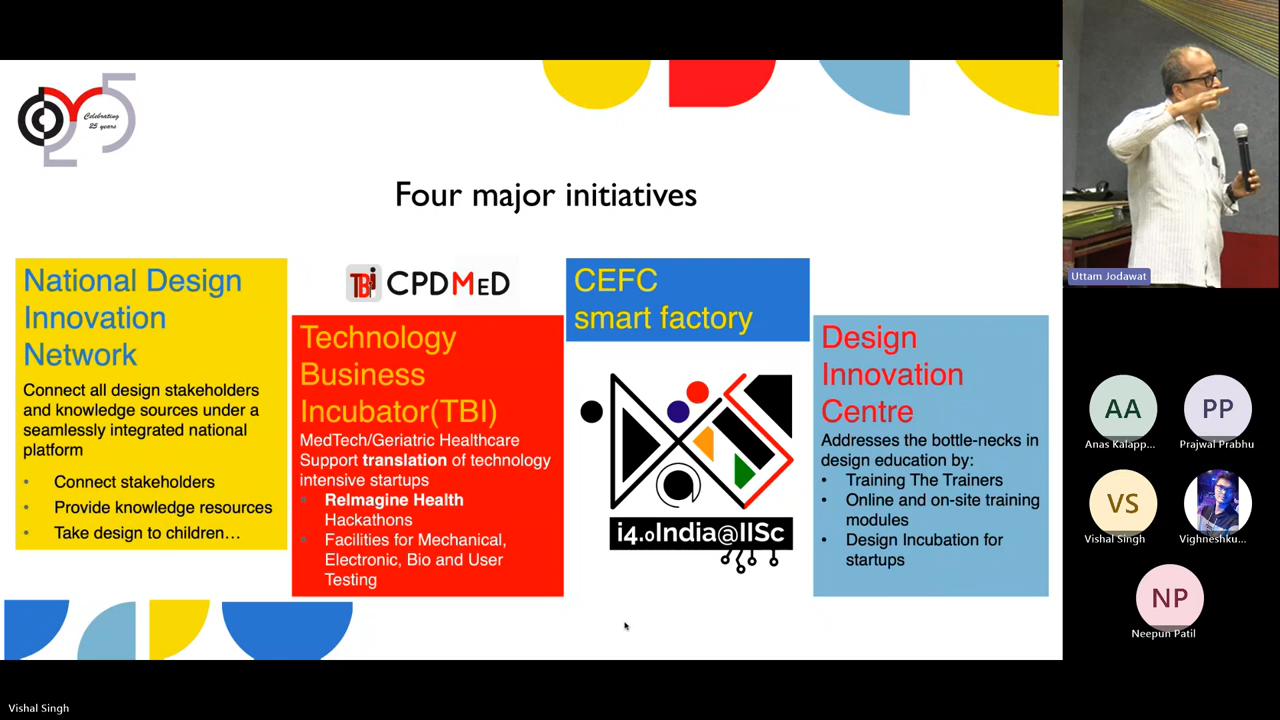 Celebrating
25 years
Four major initiatives
National Design
Innovation
Network
Connect all design stakeholders
and knowledge sources under a
seamlessly integrated national
platform
• Connect stakeholders
• Provide knowledge resources
• Take design to children…
TBi CPDMED
Technology
Business
Incubator(TBI)
MedTech/Geriatric Healthcare
Support translation of technology
intensive startups
• ReImagine Health
Hackathons
• Facilities for Mechanical,
Electronic, Bio and User
Testing
CEFC
smart factory
i4.0India@IISc
Design
Innovation
Centre
Addresses the bottle-necks in
design education by:
• Training The Trainers
• Online and on-site training
modules
• Design Incubation for
startups
Uttam Jodawat
AA
Anas Kalapp...
PP
Prajwal Prabhu
VS
Vishal Singh
Vighneshku...
NP
Neepun Patil
Vishal Singh